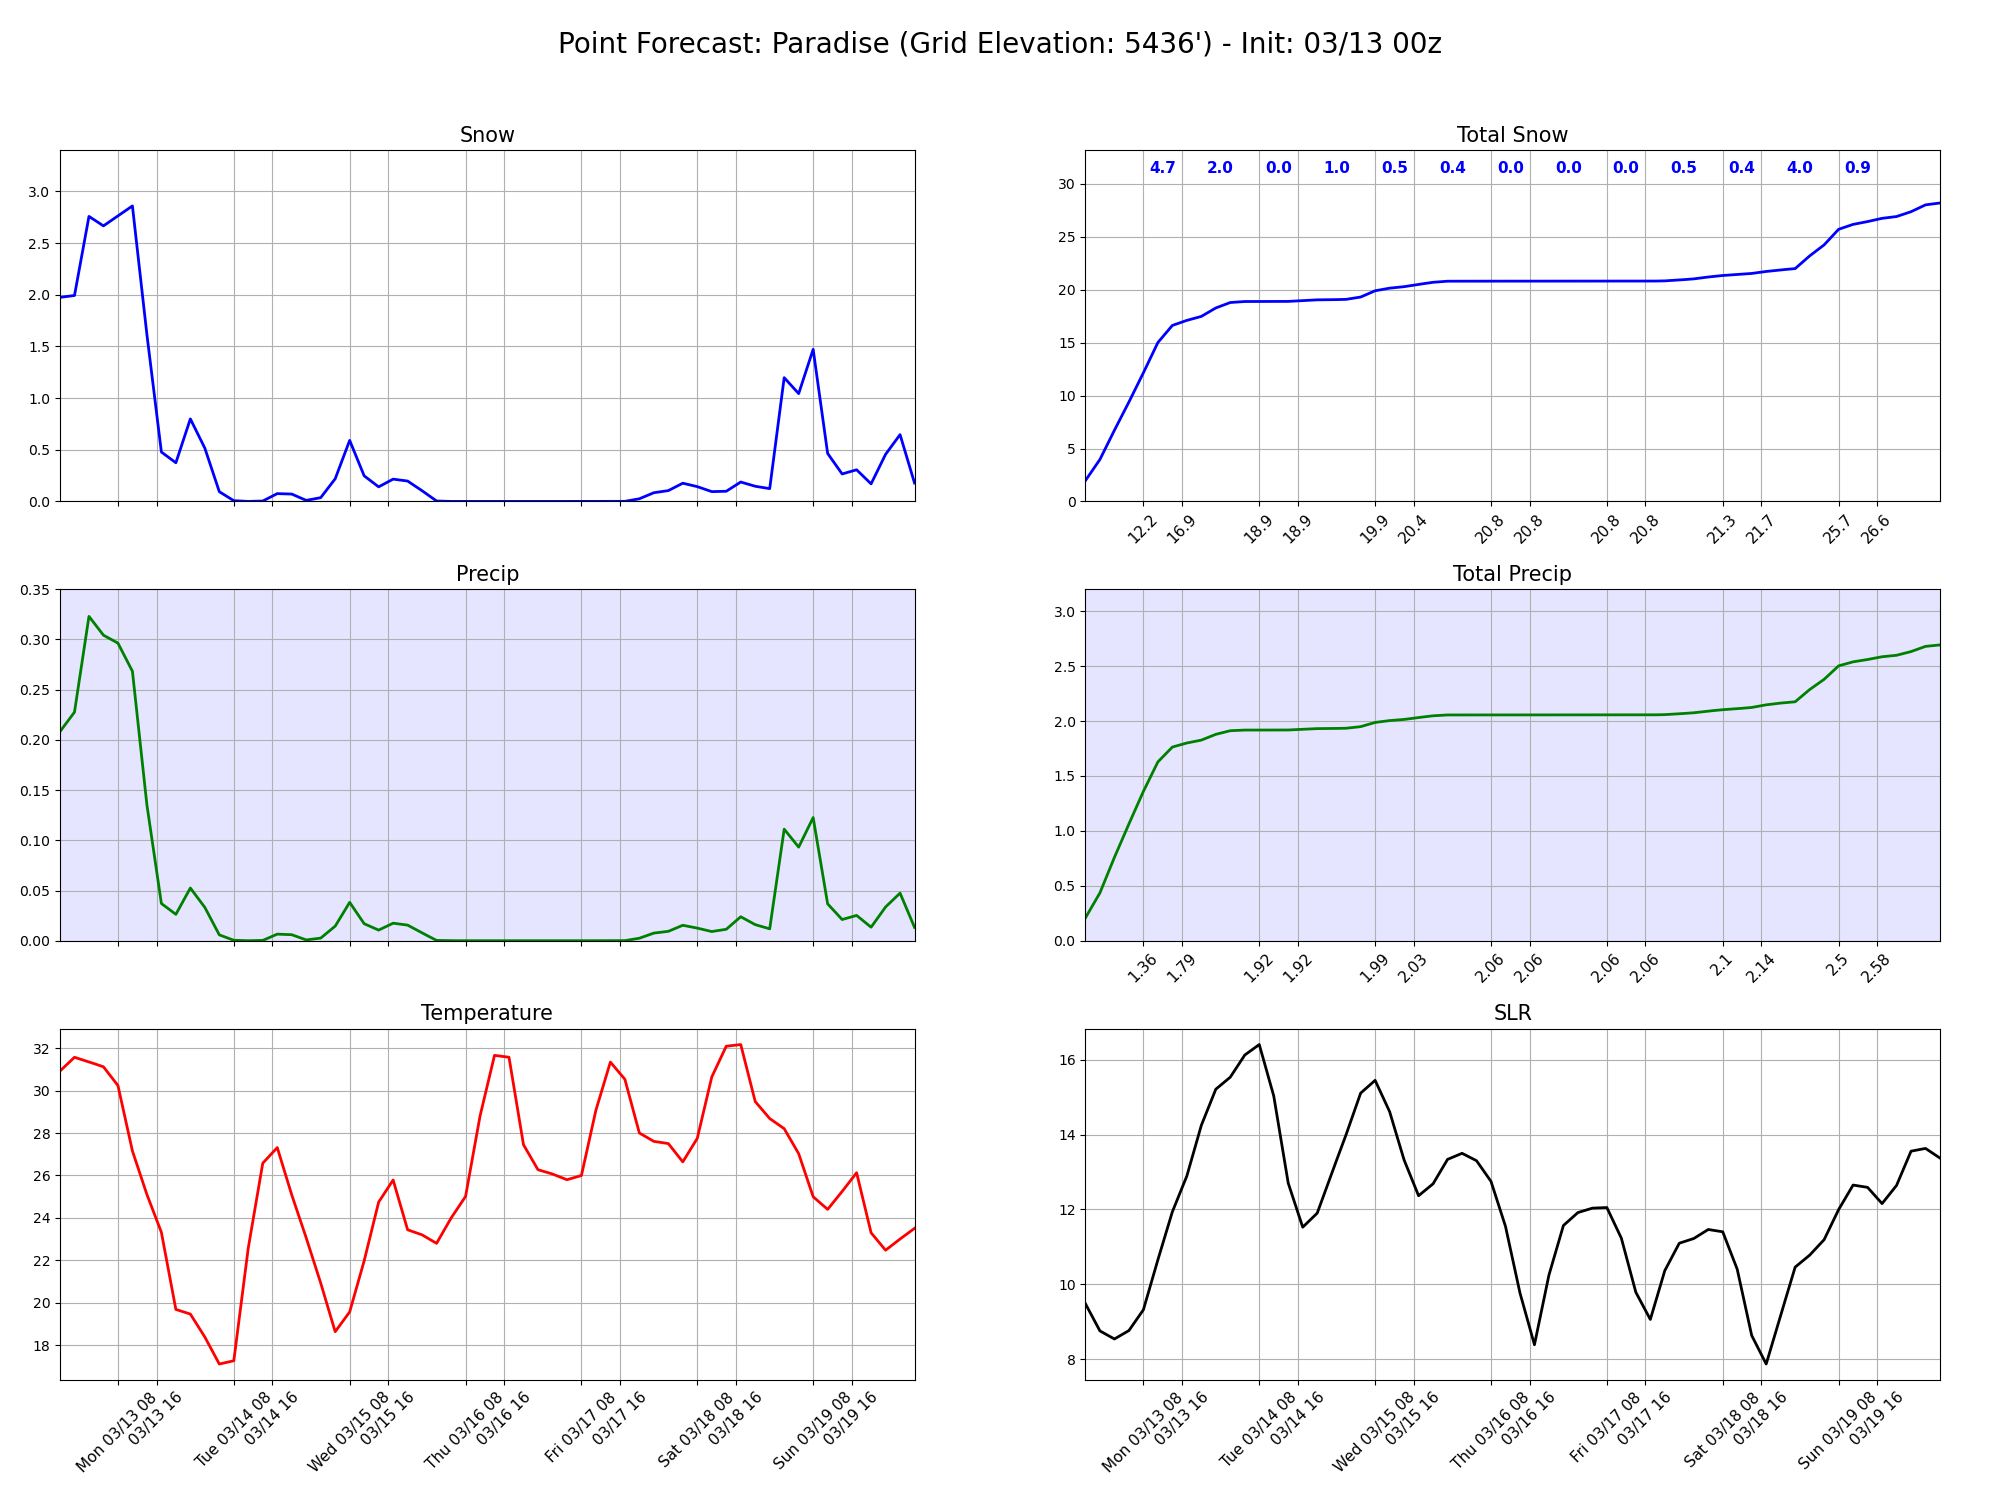 Point Forecast: Paradise (Grid Elevation: 5436') - Init: 03/13 00z
Snow
3.0
2.5
2.0
1.5
1.0
0.5
0.0
Total Snow
4.7 2.0 0.0 1.0 0.5 0.4 0.0 0.0 0.0 0.5 0.4 4.0 0.9
30
25
20
15
10
5
0
12.2 16.9 18.9 18.9 19.9 20.4 20.8 20.8 20.8 20.8 21.3 21.7 25.7 26.6
Precip
0.35
0.30
0.25
0.20
0.15
0.10
0.05
0.00
Total Precip
3.0
2.5
2.0
1.5
1.0
0.5
0.0
1.36 1.79 1.92 1.92 1.99 2.03 2.06 2.06 2.06 2.06 2.1 2.14 2.5 2.58
Temperature
32
30
28
26
24
22
20
18
Mon 03/13 08
03/13 16
Tue 03/14 08
03/14 16
Wed 03/15 08
03/15 16
Thu 03/16 08
03/16 16
Fri 03/17 08
03/17 16
Sat 03/18 08
03/18 16
Sun 03/19 08
03/19 16
SLR
16
14
12
10
8
Mon 03/13 08
03/13 16
Tue 03/14 08
03/14 16
Wed 03/15 08
03/15 16
Thu 03/16 08
03/16 16
Fri 03/17 08
03/17 16
Sat 03/18 08
03/18 16
Sun 03/19 08
03/19 16